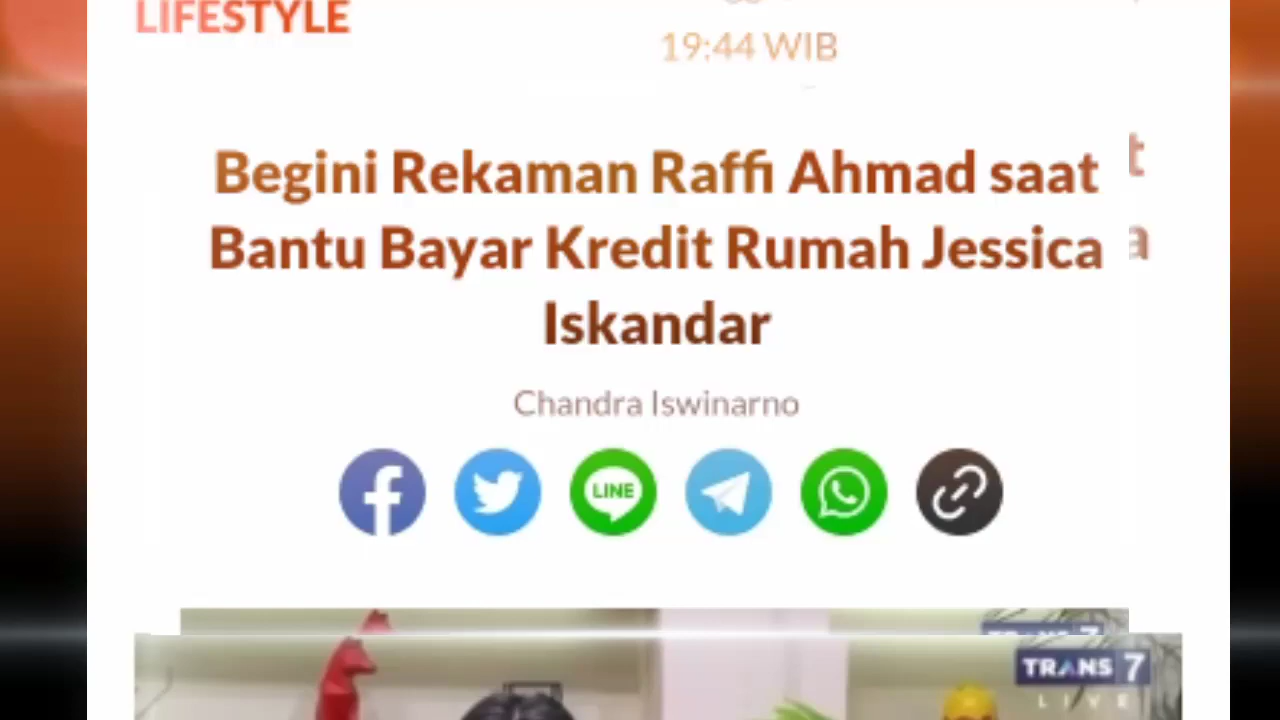 LIFESTYLE
19:44 WIB
Begini Rekaman Raffi Ahmad saat
Bantu Bayar Kredit Rumah Jessica
Iskandar
Chandra Iswinarno
LINE
TRANS 7
LIVE